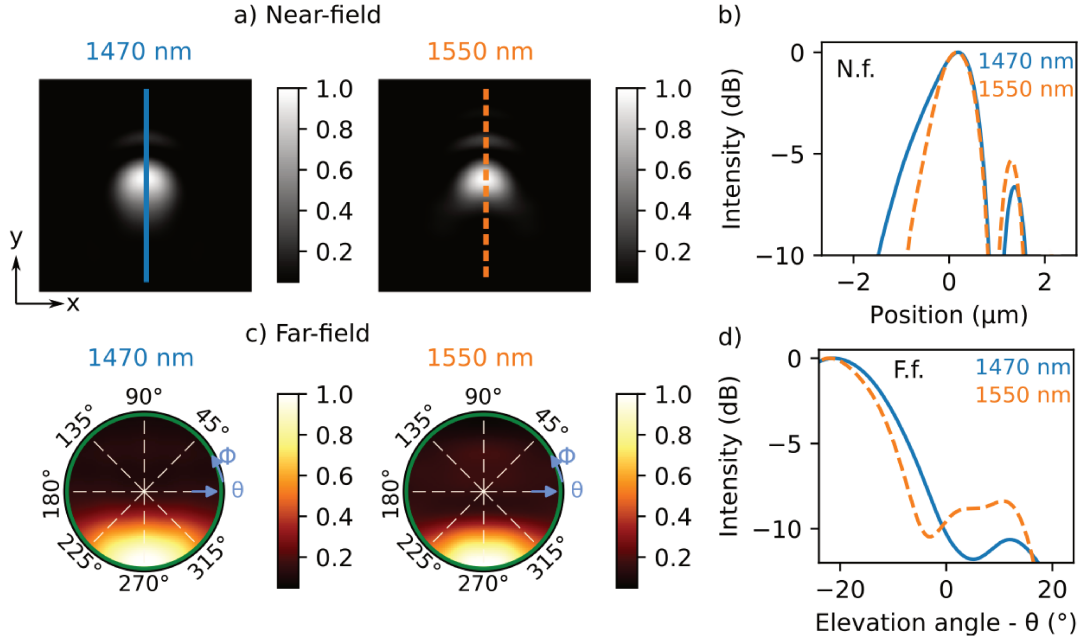 a) Near-field
1470 nm
1550 nm
1.0
0.8
0.6
0.4
0.2
1.0
0.8
0.6
0.4
0.2
y
x
b)
N.f.
1470 nm
1550 nm
Intensity (dB)
0
−5
−10
−2
0
2
Position (μm)
c) Far-field
1470 nm
1550 nm
90°
45°
135°
180°
225°
270°
315°
Φ
θ
1.0
0.8
0.6
0.4
0.2
90°
45°
135°
180°
225°
270°
315°
Φ
θ
1.0
0.8
0.6
0.4
0.2
d)
F.f.
1470 nm
1550 nm
Intensity (dB)
0
−5
−10
−20
0
20
Elevation angle - θ (°)